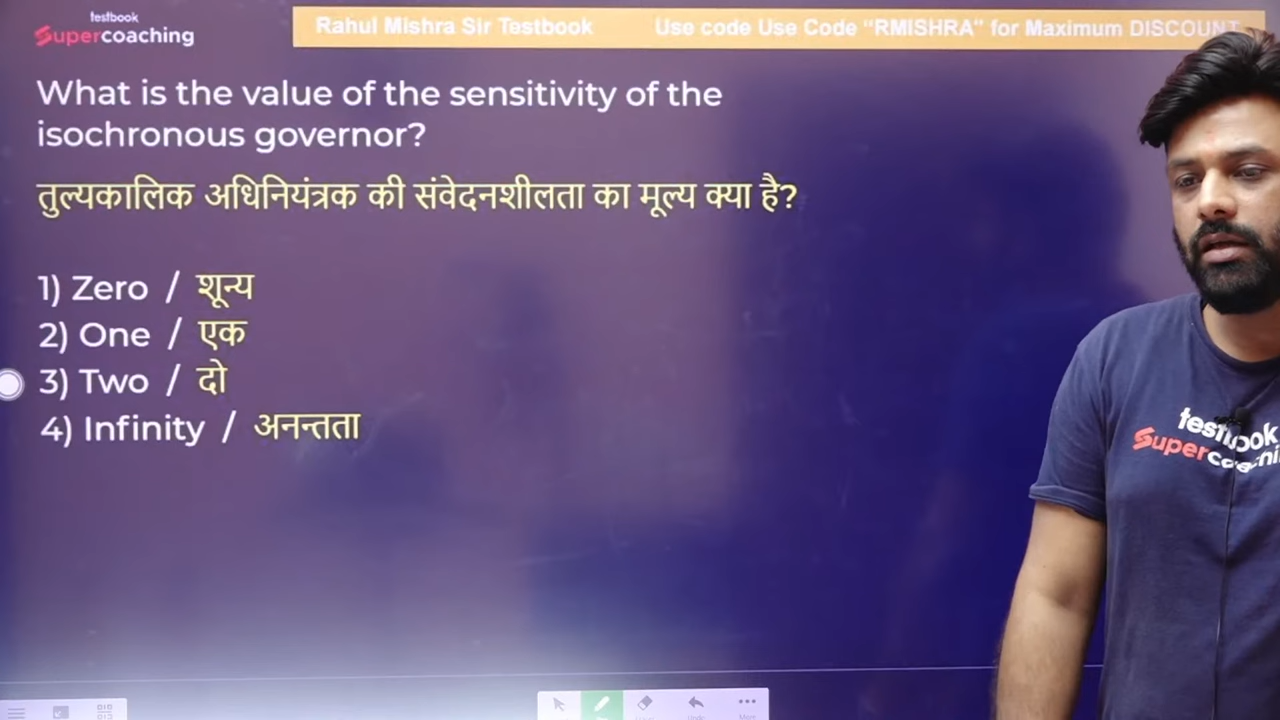 testbook
Supercoaching
Rahul Mishra Sir Testbook Use code Use Code “RMISHRA” for Maximum DISCOUNT
What is the value of the sensitivity of the
isochronous governor?
तुल्यकालिक अधिनियंत्रक की संवेदनशीलता का मूल्य क्या है?
1) Zero / शून्य
2) One / एक
3) Two / दो
4) Infinity / अनन्तता
testbook
Supercoaching